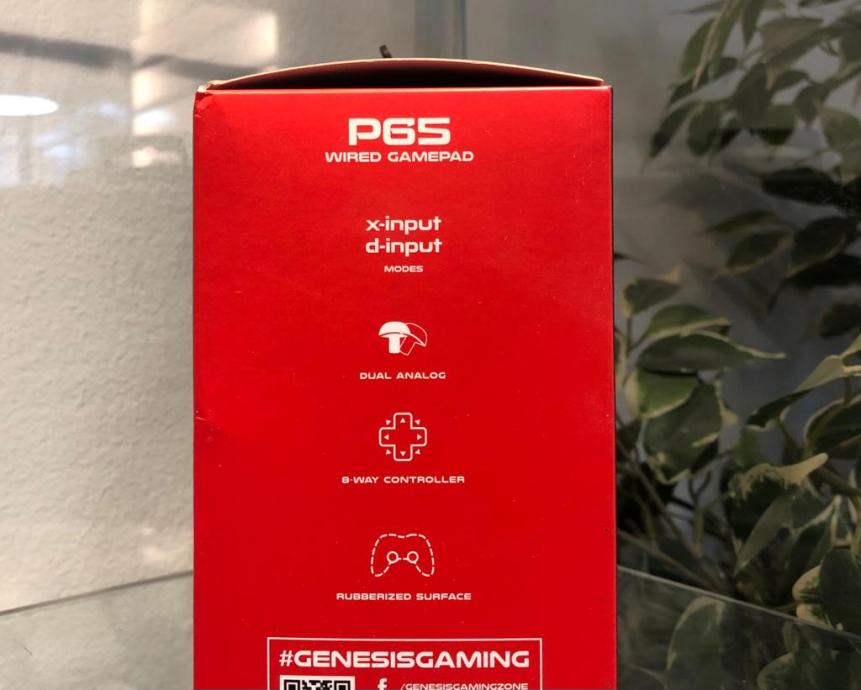 P65
WIRED GAMEPAD
x-input
d-input
MODES
DUAL ANALOG
8-WAY CONTROLLER
RUBBERIZED SURFACE
#GENESISGAMING
/GENESISGAMINGZONE